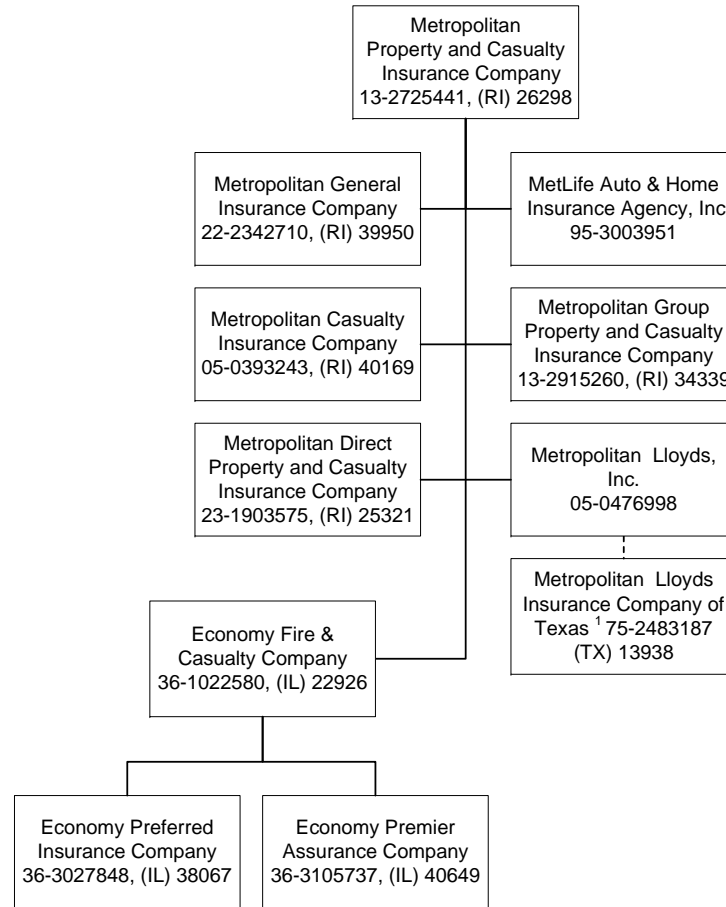 Metropolitan
Property and Casualty
Insurance Company
13-2725441, (RI) 26298
Metropolitan General
Insurance Company
22-2342710, (RI) 39950
MetLife Auto & Home
Insurance Agency, Inc
95-3003951
Metropolitan Casualty
Insurance Company
05-0393243, (RI) 40169
Metropolitan Group
Property and Casualty
Insurance Company
13-2915260, (RI) 34339
Metropolitan Direct
Property and Casualty
Insurance Company
23-1903575, (RI) 25321
Metropolitan Lloyds,
Inc.
05-0476998
Metropolitan Lloyds
Insurance Company of
Texas 1 75-2483187
(TX) 13938
Economy Fire &
Casualty Company
36-1022580, (IL) 22926
Economy Preferred
Insurance Company
36-3027848, (IL) 38067
Economy Premier
Assurance Company
36-3105737, (IL) 40649